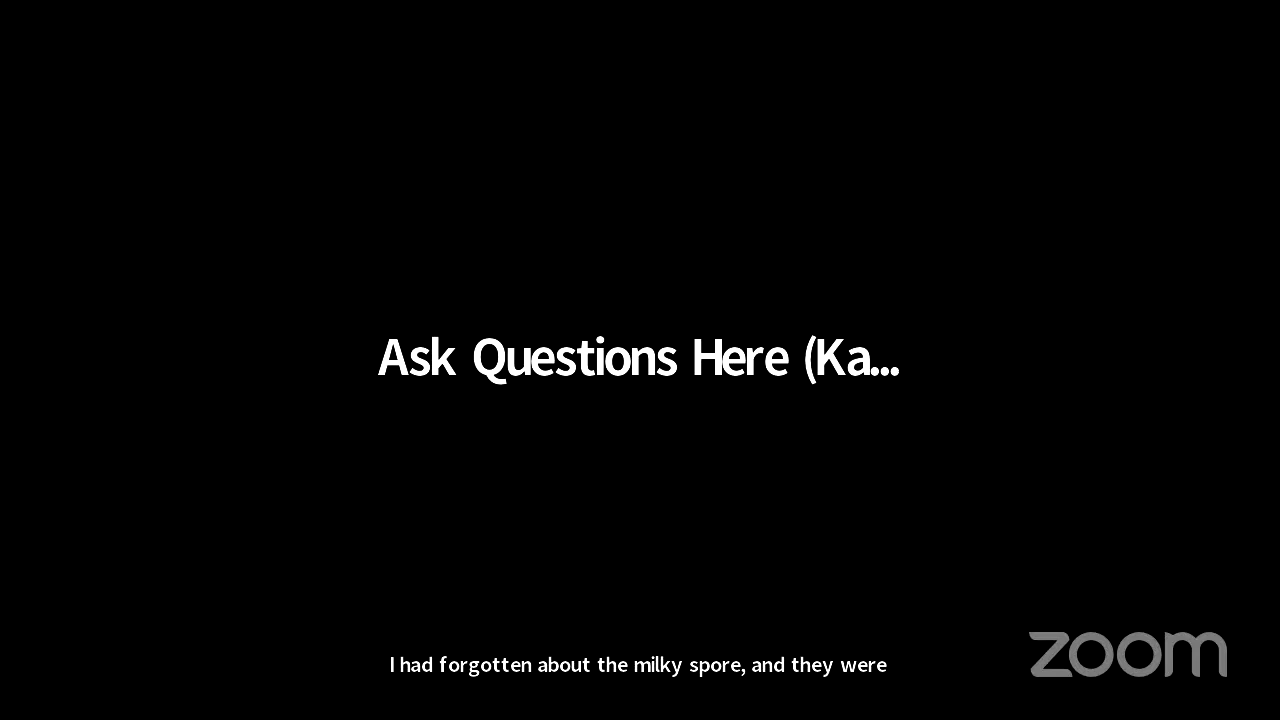 Ask Questions Here (Ka...
I had forgotten about the milky spore, and they were
zoom